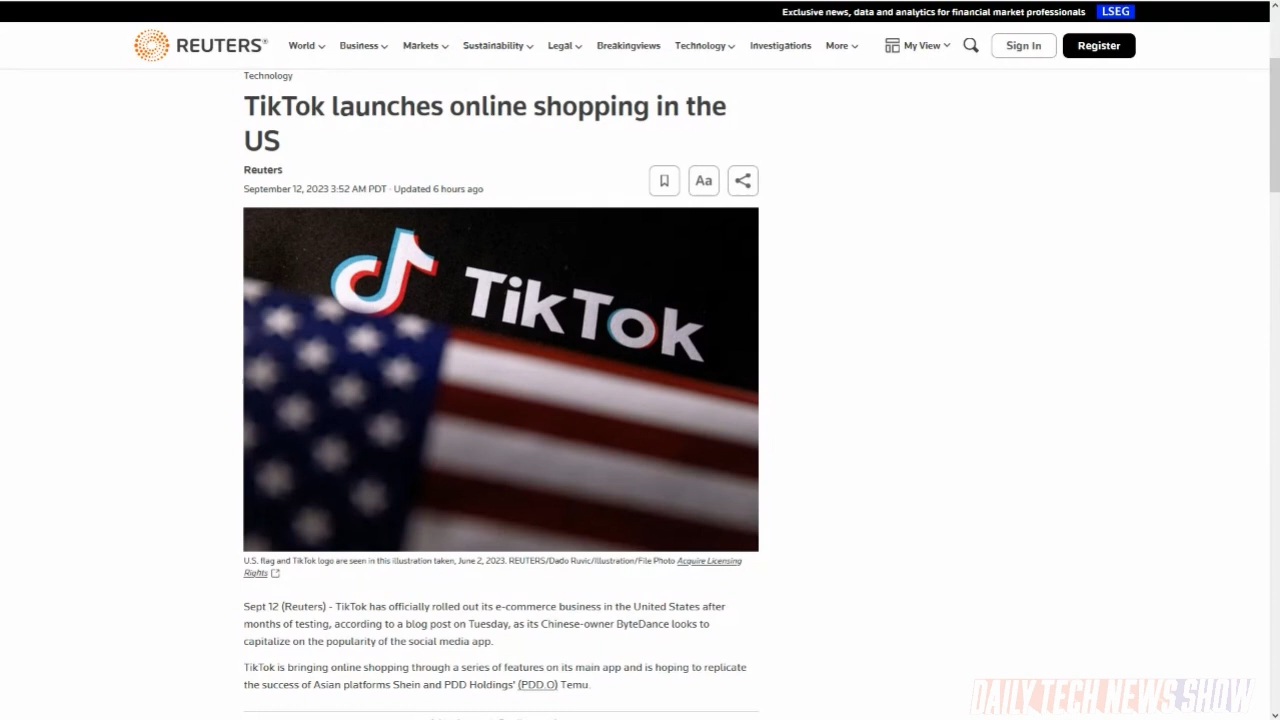 Exclusive news, data and analytics for financial market professionals LSEG
REUTERS® World Business Markets Sustainability Legal Breakingviews Technology Investigations More My View Sign In Register
Technology
TikTok launches online shopping in the
US
Reuters
September 12, 2023 3:52 AM PDT · Updated 6 hours ago
Aa
TikTok
U.S. flag and TikTok logo are seen in this illustration taken, June 2, 2023. REUTERS/Dado Ruvic/Illustration/File Photo Acquire Licensing
Rights
Sept 12 (Reuters) - TikTok has officially rolled out its e-commerce business in the United States after
months of testing, according to a blog post on Tuesday, as its Chinese-owner ByteDance looks to
capitalize on the popularity of the social media app.
TikTok is bringing online shopping through a series of features on its main app and is hoping to replicate
the success of Asian platforms Shein and PDD Holdings' (PDD.O) Temu.
DAILY TECH NEWS SHOW